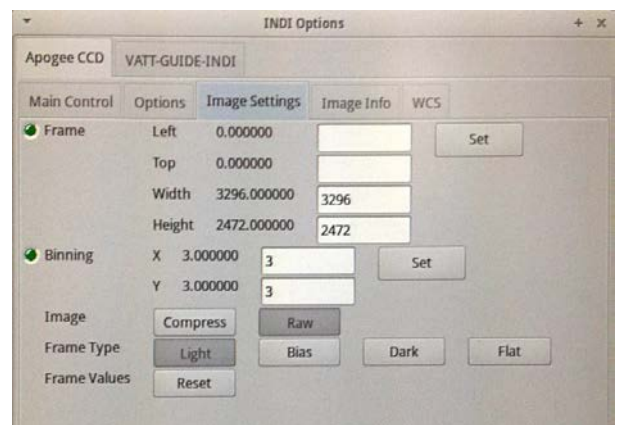 INDI Options + ×
Apogee CCD VATT-GUIDE-INDI
Main Control Options Image Settings Image Info WCS
Frame Left 0.000000 Set
Top 0.000000
Width 3296.000000 3296
Height 2472.000000 2472
Binning X 3.000000 3 Set
Y 3.000000 3
Image Compress Raw
Frame Type Light Bias Dark Flat
Frame Values Reset